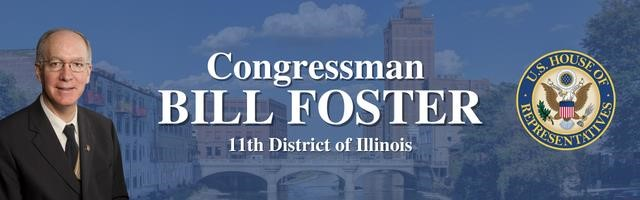 Congressman
BILL FOSTER
11th District of Illinois
U.S. HOUSE OF
REPRESENTATIVES